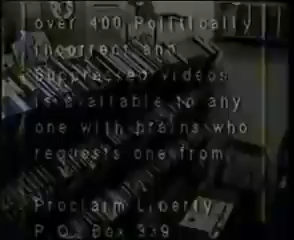 over 400 Politically
incorrect and
Suppressed Videos
is available to any
one with brains who
requests one from
Proclaim Liberty
P.O. Box 339